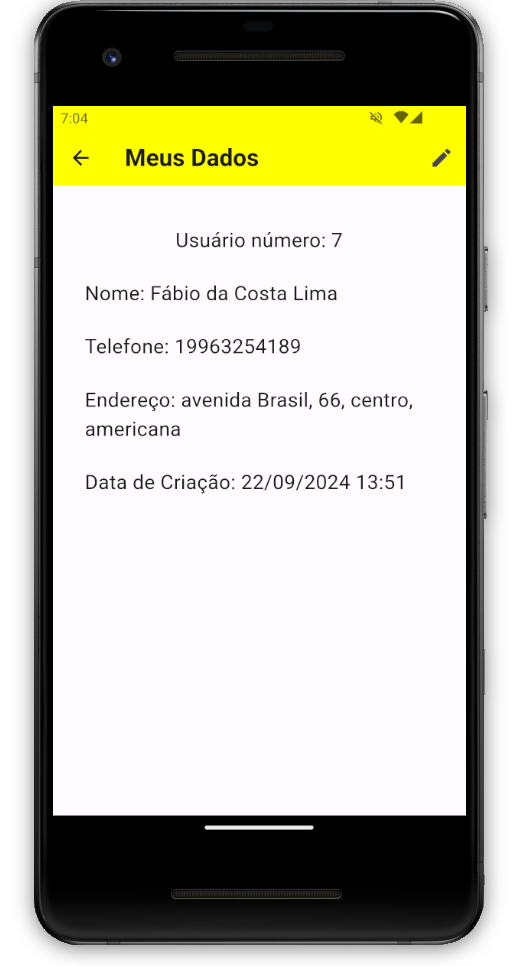 7:04
Meus Dados
Usuário número: 7
Nome: Fábio da Costa Lima
Telefone: 19963254189
Endereço: avenida Brasil, 66, centro,
americana
Data de Criação: 22/09/2024 13:51